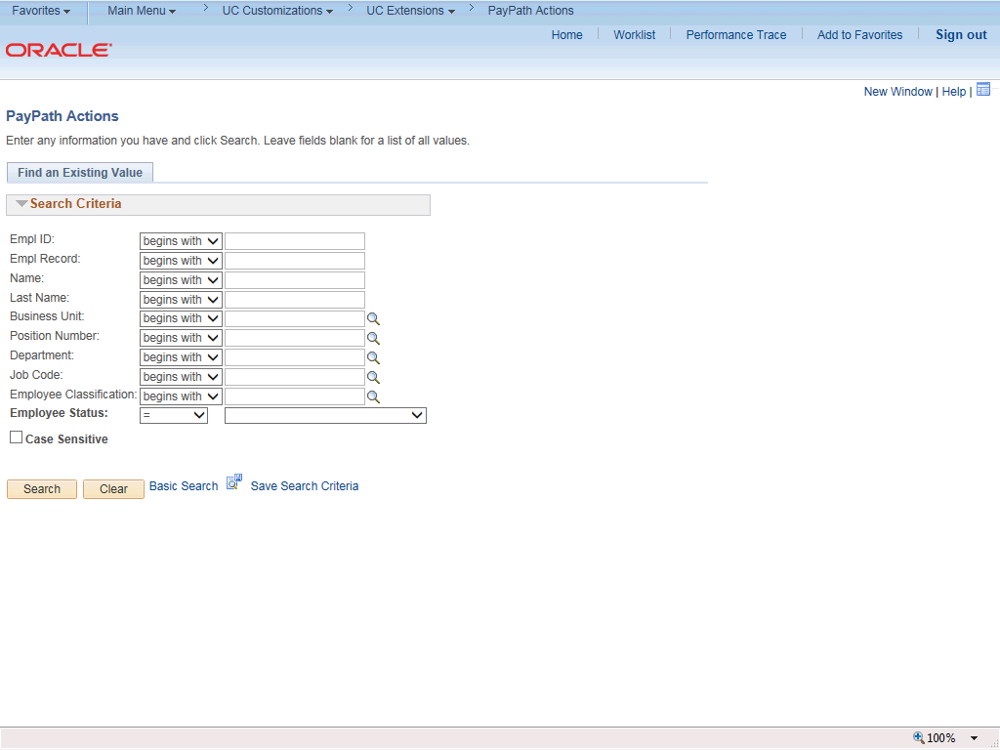 Favorites Main Menu > UC Customizations > UC Extensions > PayPath Actions
Home Worklist Performance Trace Add to Favorites Sign out
ORACLE
New Window | Help |
PayPath Actions
Enter any information you have and click Search. Leave fields blank for a list of all values.
Find an Existing Value
Search Criteria
Empl ID: begins with
Empl Record: begins with
Name: begins with
Last Name: begins with
Business Unit: begins with
Position Number: begins with
Department: begins with
Job Code: begins with
Employee Classification: begins with
Employee Status: =
Case Sensitive
Search Clear Basic Search Save Search Criteria
100%